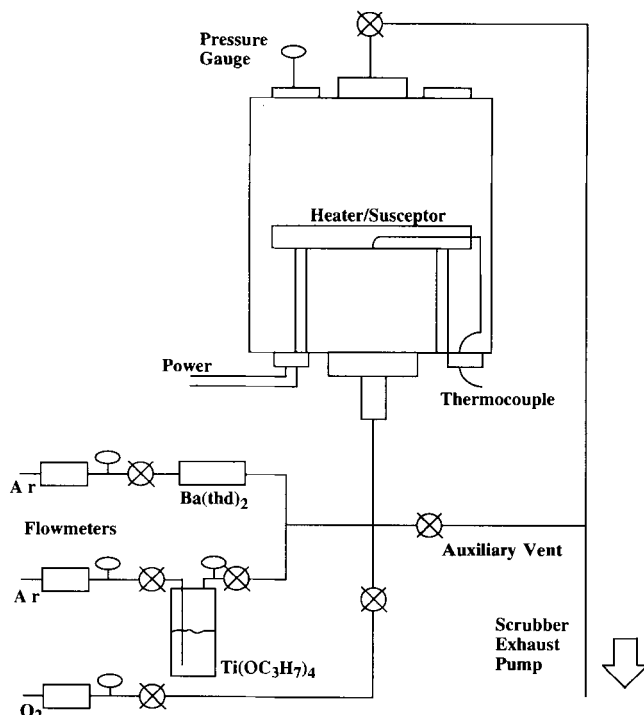 Pressure
Gauge
Heater/Susceptor
Power
Thermocouple
Ar
Ba(thd)2
Flowmeters
Auxiliary Vent
Ar
Ti(OC3H7)4
Scrubber
Exhaust
Pump
O2